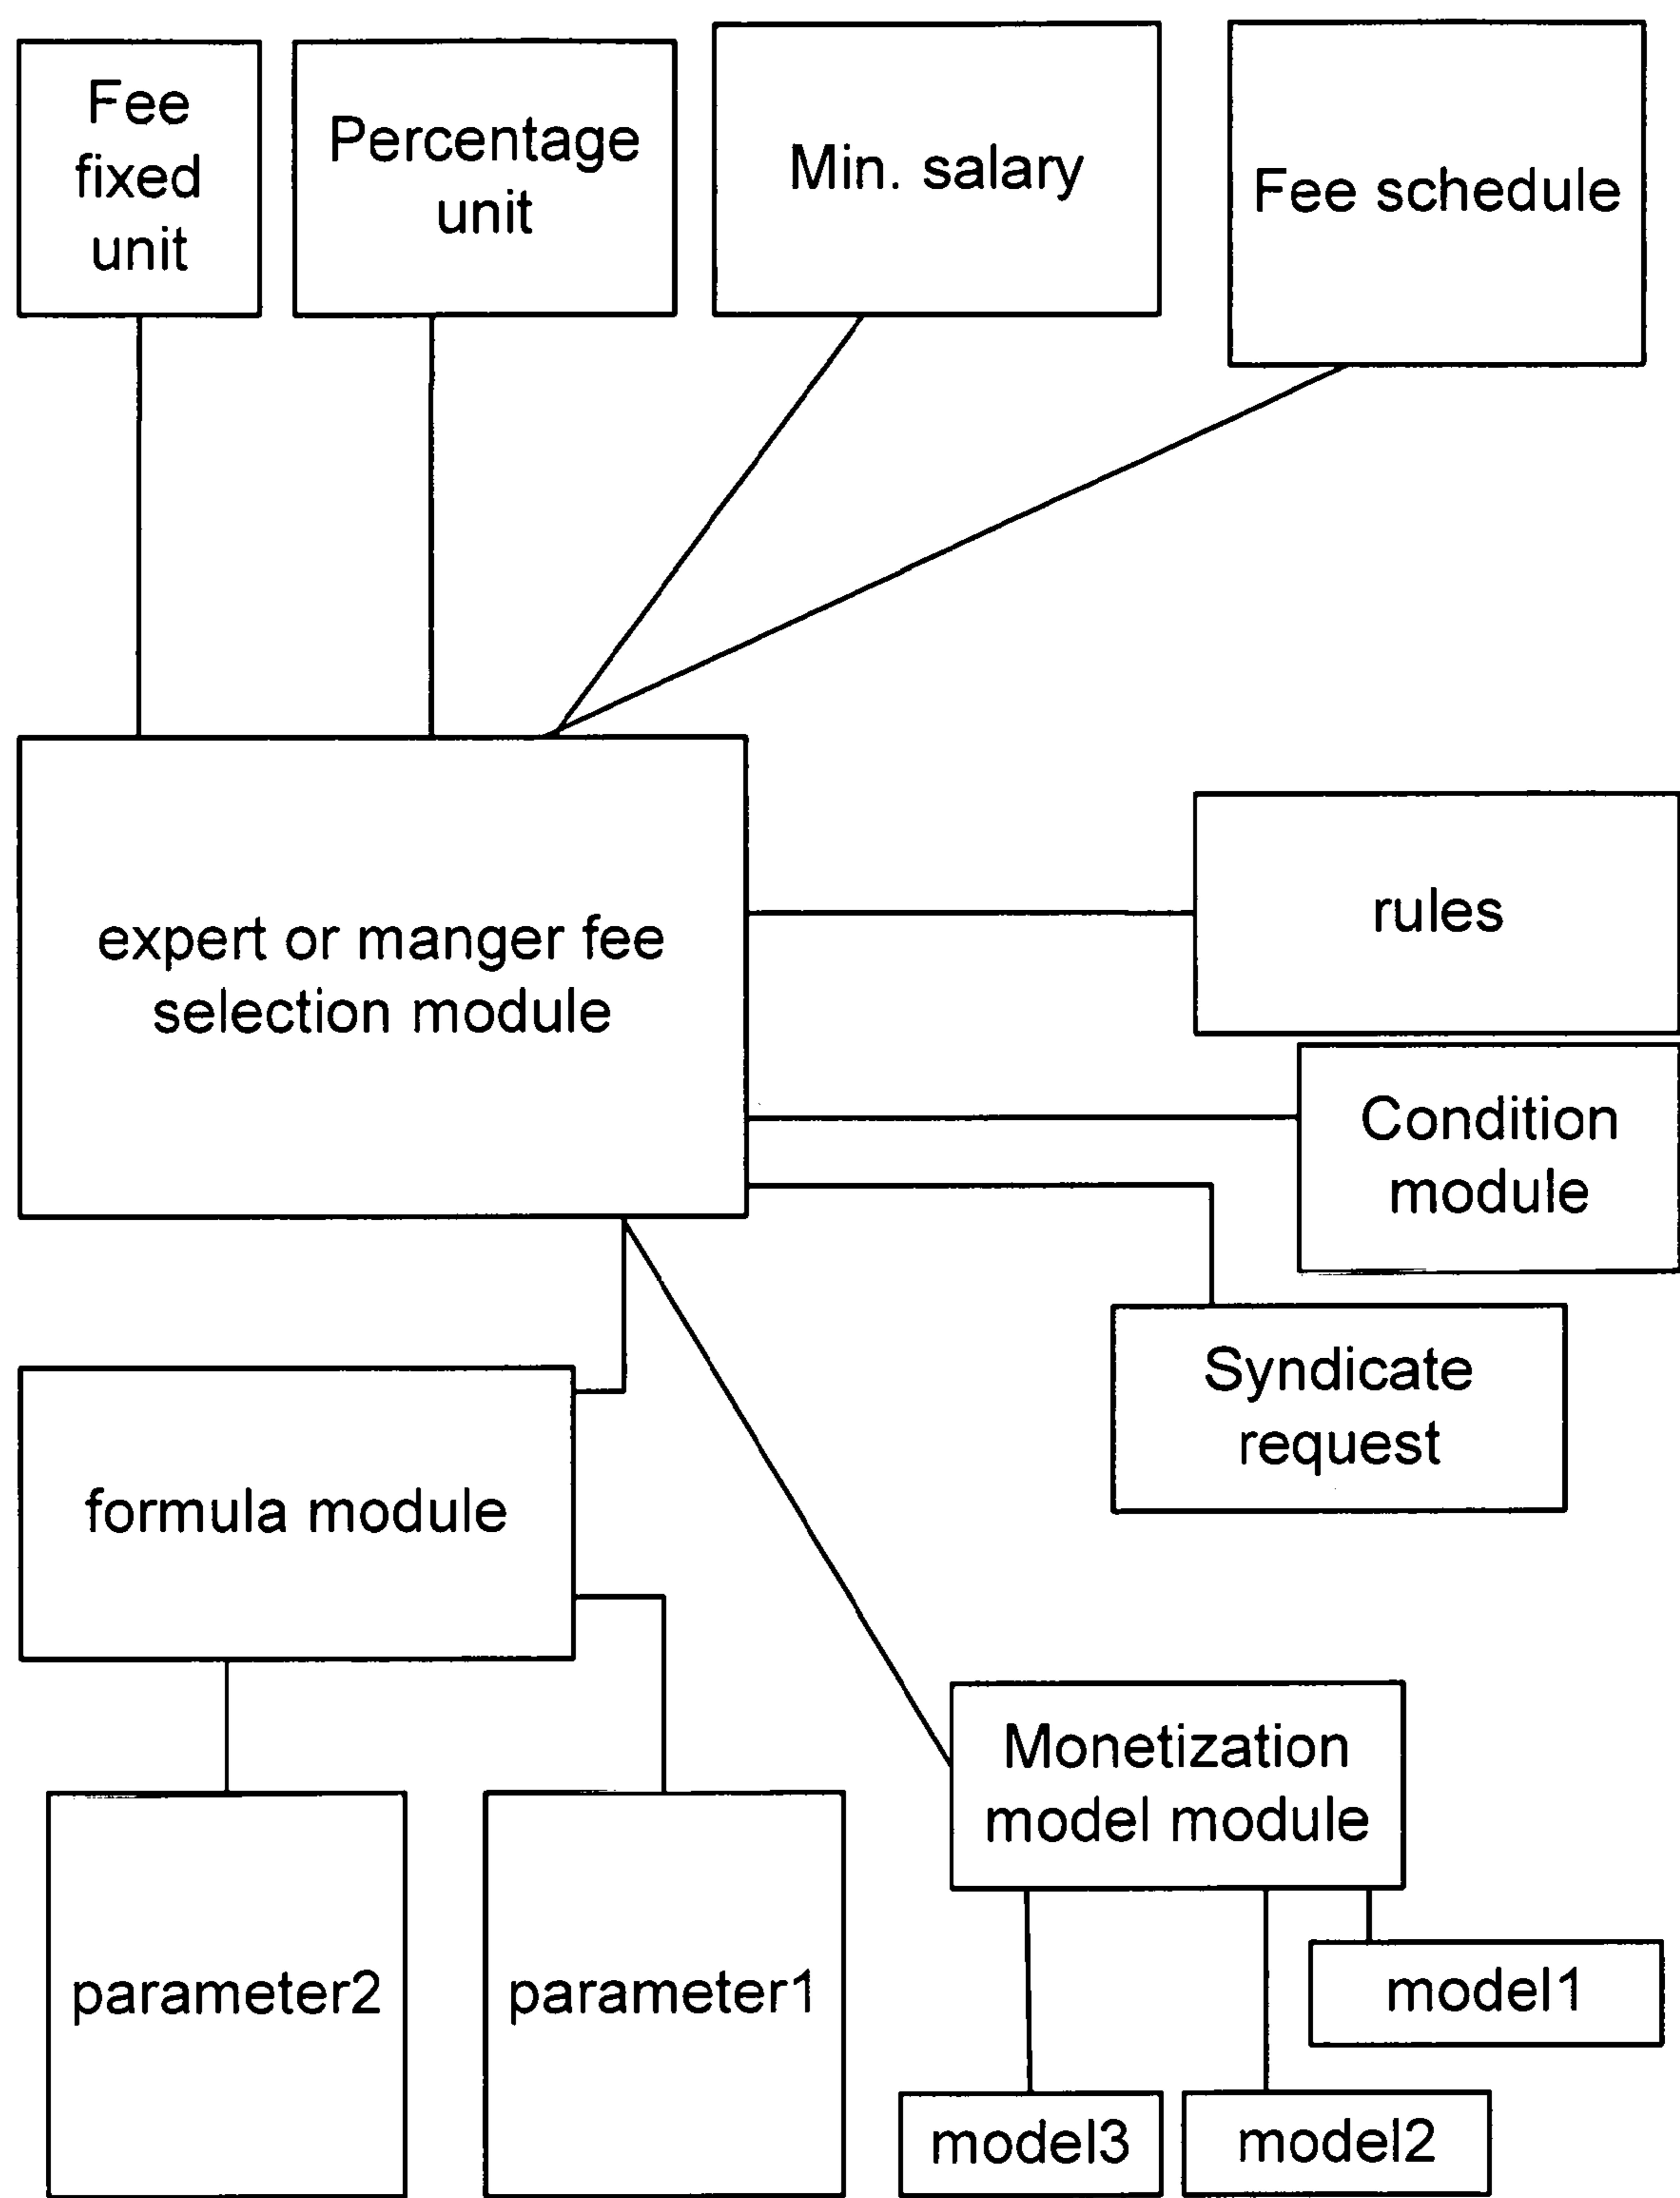 Fee
fixed
unit
Percentage
unit
Min. salary
Fee schedule
expert or manger fee
selection module
rules
Condition
module
Syndicate
request
formula module
Monetization
model module
parameter2
parameter1
model1
model3
model2